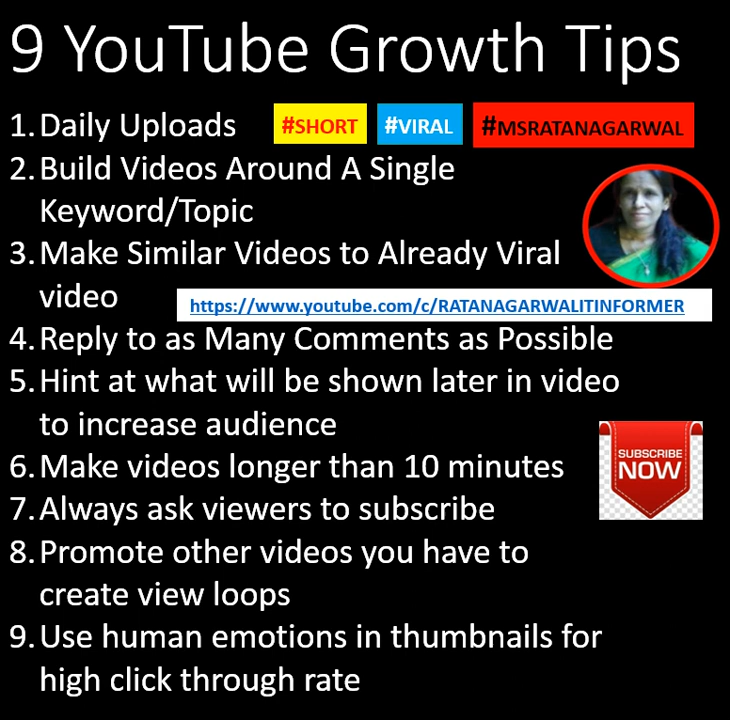 9 YouTube Growth Tips
1. Daily Uploads #SHORT #VIRAL #MSRATANAGARWAL
2. Build Videos Around A Single
Keyword/Topic
3. Make Similar Videos to Already Viral
video https://www.youtube.com/c/RATANAGARWALITINFORMER
4. Reply to as Many Comments as Possible
5. Hint at what will be shown later in video
to increase audience
6. Make videos longer than 10 minutes
SUBSCRIBE
NOW
7. Always ask viewers to subscribe
8. Promote other videos you have to
create view loops
9. Use human emotions in thumbnails for
high click through rate